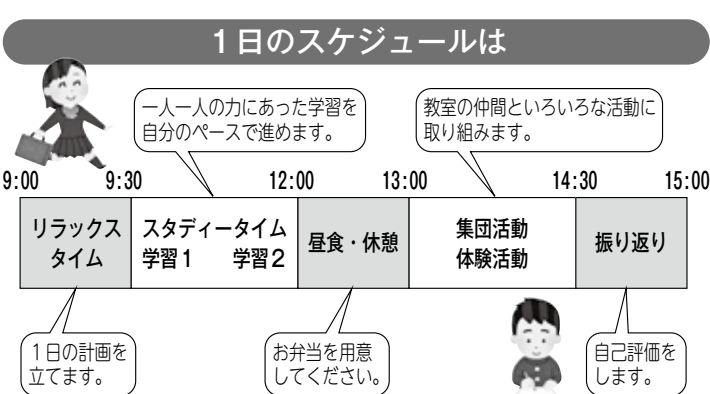 １日のスケジュールは
一人一人の力にあった学習を
自分のペースで進めます。
教室の仲間といろいろな活動に
取り組みます。
9:00 9:30 12:00 13:00 14:30 15:00
リラックス
タイム
スタディータイム
学習１ 学習２
昼食・休憩
集団活動
体験活動
振り返り
１日の計画を
立てます。
お弁当を用意
してください。
自己評価を
します。